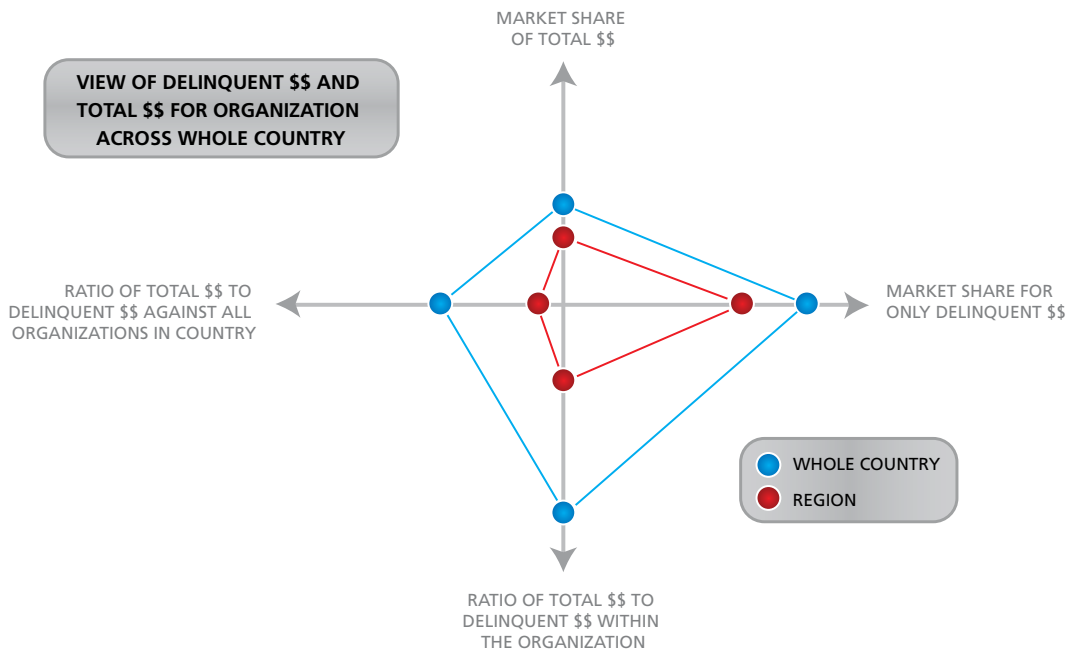 MARKET SHARE
OF TOTAL $$
VIEW OF DELINQUENT $$ AND
TOTAL $$ FOR ORGANIZATION
ACROSS WHOLE COUNTRY
RATIO OF TOTAL $$ TO
DELINQUENT $$ AGAINST ALL
ORGANIZATIONS IN COUNTRY
MARKET SHARE FOR
ONLY DELINQUENT $$
WHOLE COUNTRY
REGION
RATIO OF TOTAL $$ TO
DELINQUENT $$ WITHIN
THE ORGANIZATION